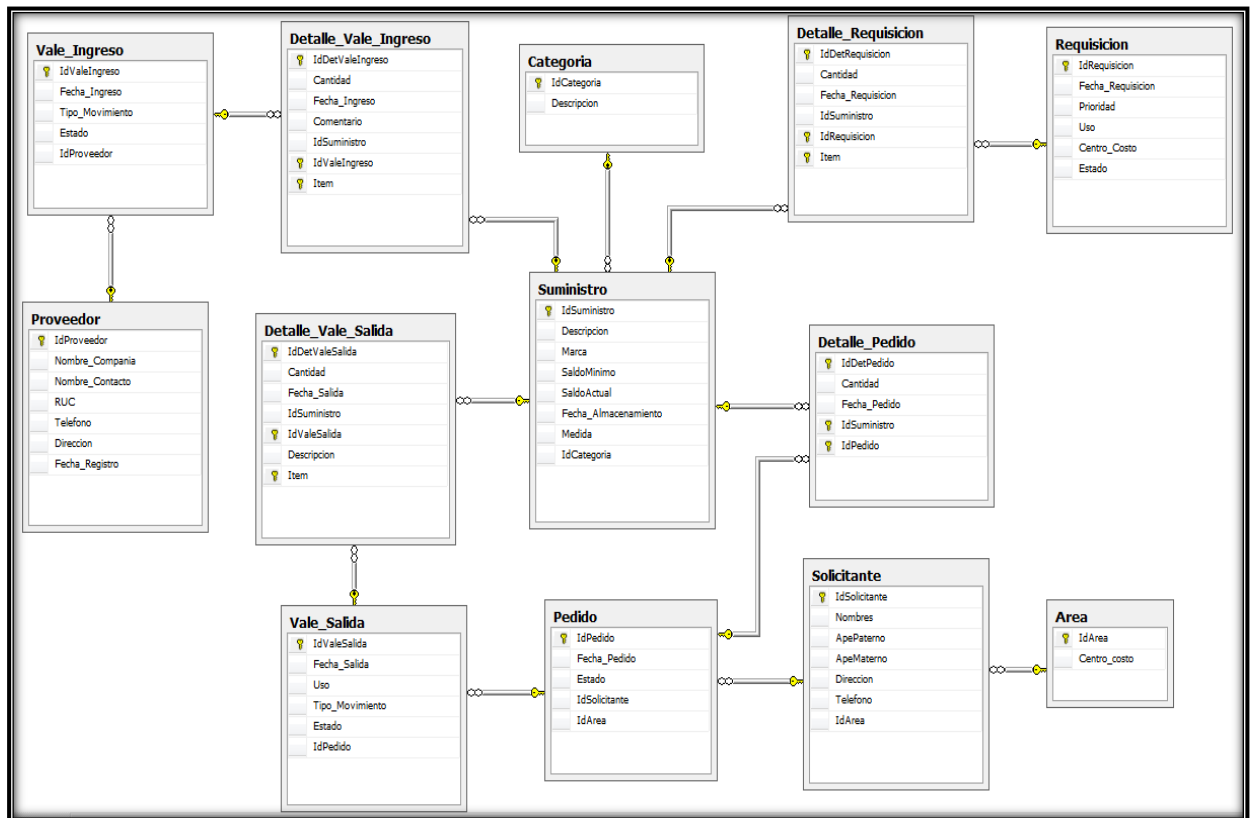 Vale_Ingreso
IdValeIngreso
Fecha_Ingreso
Tipo_Movimiento
Estado
IdProveedor
Detalle_Vale_Ingreso
IdDetValeIngreso
Cantidad
Fecha_Ingreso
Comentario
IdSuministro
IdValeIngreso
Item
Categoria
IdCategoria
Descripcion
Detalle_Requisicion
IdDetRequisicion
Cantidad
Fecha_Requisicion
IdSuministro
IdRequisicion
Item
Requisicion
IdRequisicion
Fecha_Requisicion
Prioridad
Uso
Centro_Costo
Estado
Proveedor
IdProveedor
Nombre_Compania
Nombre_Contacto
RUC
Telefono
Direccion
Fecha_Registro
Detalle_Vale_Salida
IdDetValeSalida
Cantidad
Fecha_Salida
IdSuministro
IdValeSalida
Descripcion
Item
Suministro
IdSuministro
Descripcion
Marca
SaldoMinimo
SaldoActual
Fecha_Almacenamiento
Medida
IdCategoria
Detalle_Pedido
IdDetPedido
Cantidad
Fecha_Pedido
IdSuministro
IdPedido
Vale_Salida
IdValeSalida
Fecha_Salida
Uso
Tipo_Movimiento
Estado
IdPedido
Pedido
IdPedido
Fecha_Pedido
Estado
IdSolicitante
IdArea
Solicitante
IdSolicitante
Nombres
ApePaterno
ApeMaterno
Direccion
Telefono
IdArea
Area
IdArea
Centro_costo